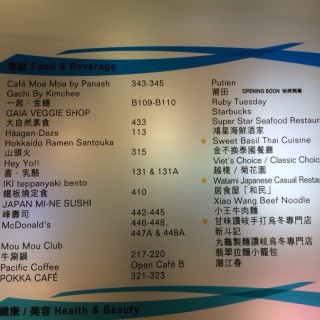 餐飲 Food & Beverage
Café Moa Moa by Panash 343-345
Gachi By Kimchee
一起·金麵 B109-B110
GAIA VEGGIE SHOP
大自然素食 433
Häagen-Dazs 113
Hokkaido Ramen Santouka
山頭火 315
Hey Yo!!
喜·氛酷 131 & 131A
IKI teppanyaki bento
鐵板燒定食 410
JAPAN MI-NE SUSHI
峰壽司 442-445
McDonald's 446-448,
447A & 448A
Mou Mou Club
牛涮鍋 217-220
Pacific Coffee Open Café B
POKKA CAFÉ 321-323
Putien
莆田 OPENING SOON 快將開幕
Ruby Tuesday
Starbucks
Super Star Seafood Restaura
鴻星海鮮酒家
Sweet Basil Thai Cuisine
金不換泰國餐廳
Viet's Choice / Classic Choic
越棧 / 菊花園
Watami Japanese Casual Restau
居食屋「和民」
Xiao Wang Beef Noodle
小王牛肉麵
甘味讚岐手打烏冬專門店
新斗記
丸龜製麵讚岐烏冬專門店
翡翠拉麵小籠包
潮江春
健康 / 美容 Health & Beauty